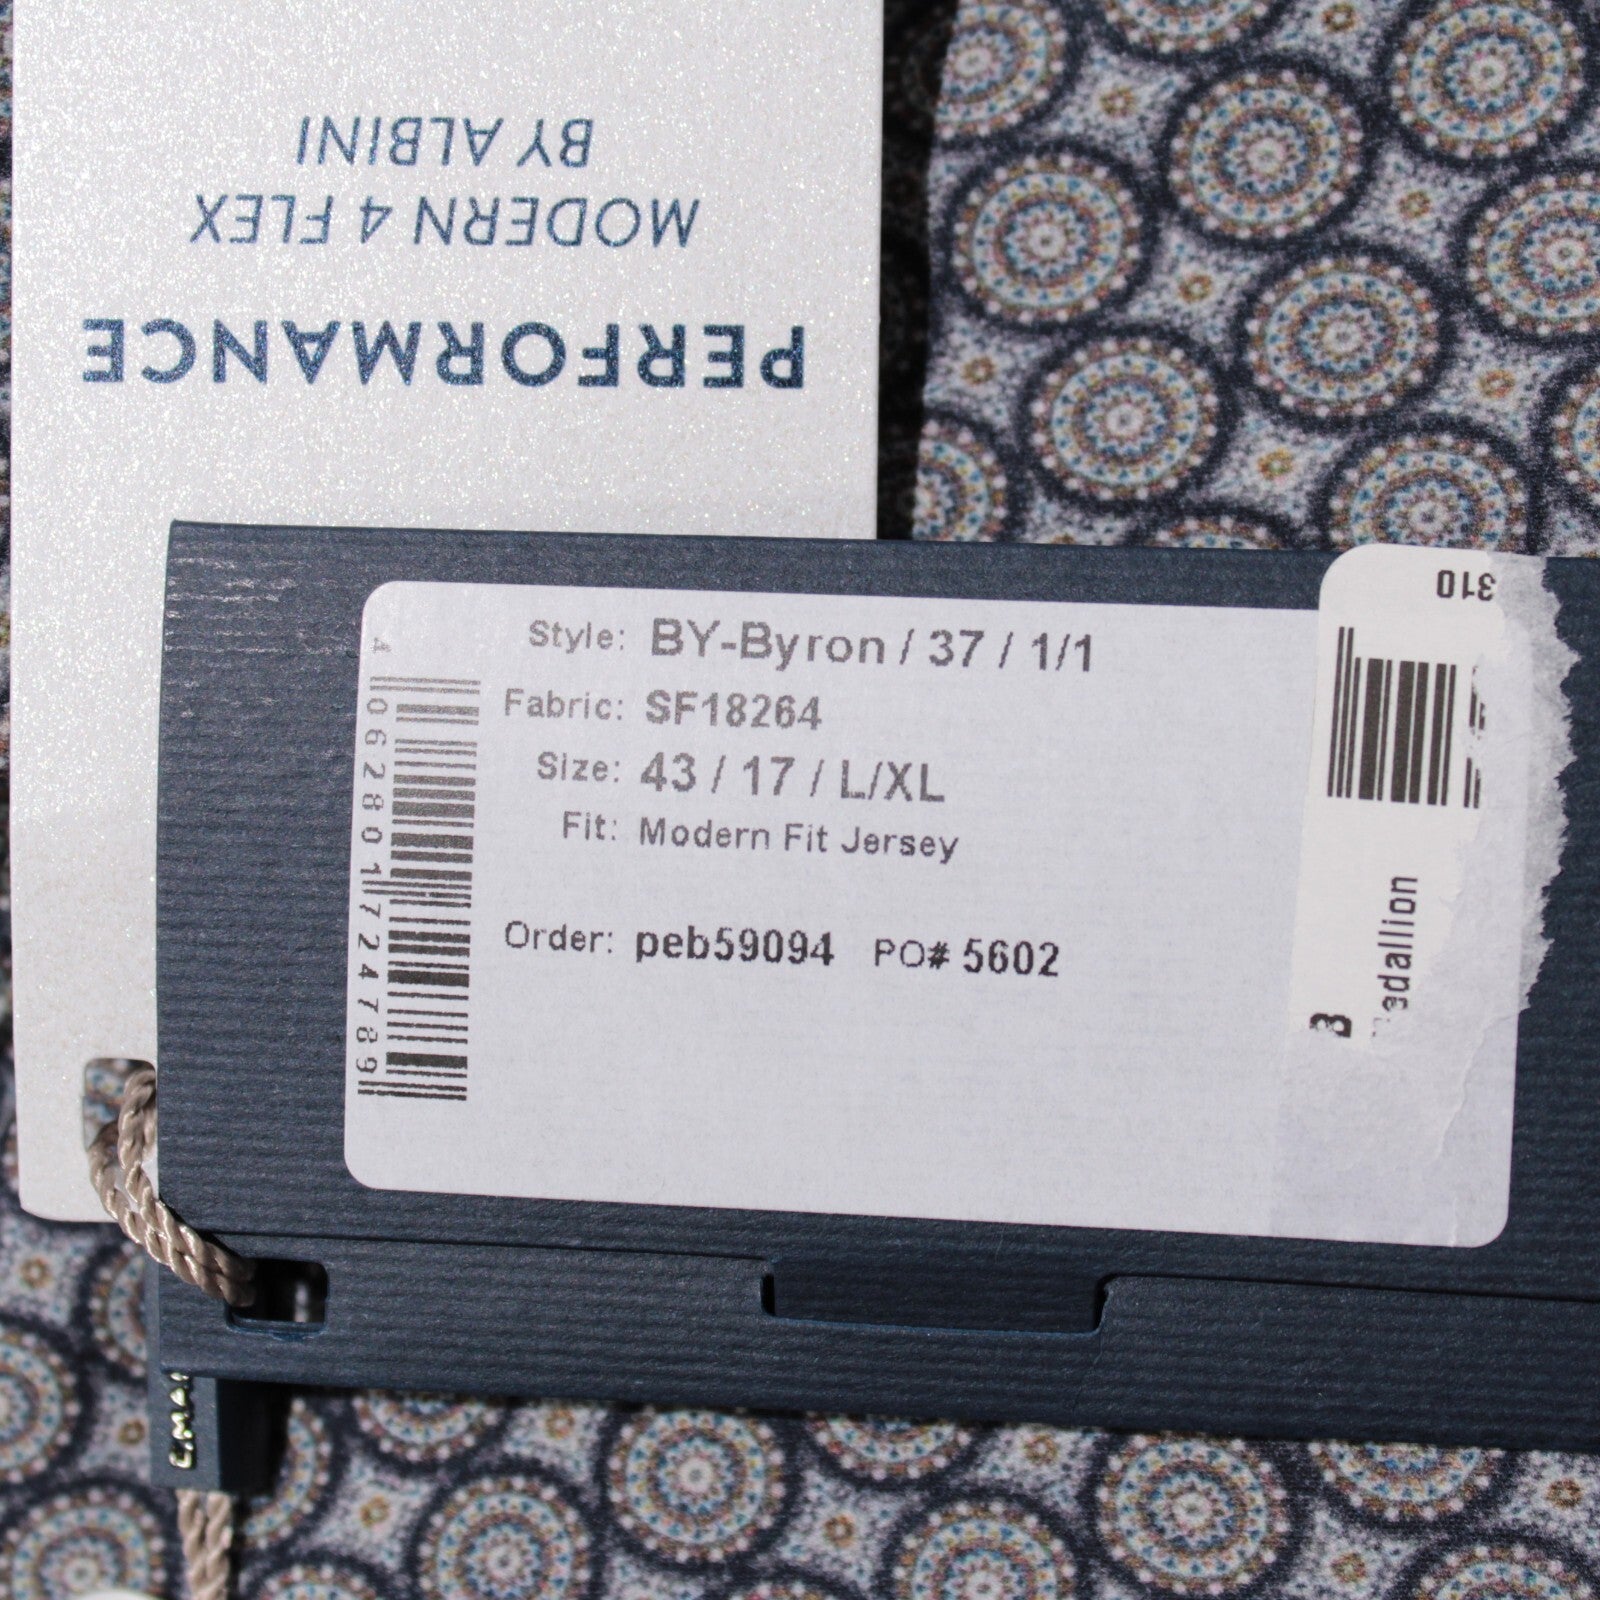 PERFORMANCE
MODERN 4 FLEX
BY ALBINI
Style: BY-Byron / 37 / 1/1
Fabric: SF18264
Size: 43 / 17 / L/XL
Fit: Modern Fit Jersey
Order: peb59094 PO# 5602
4 062801 724789
310